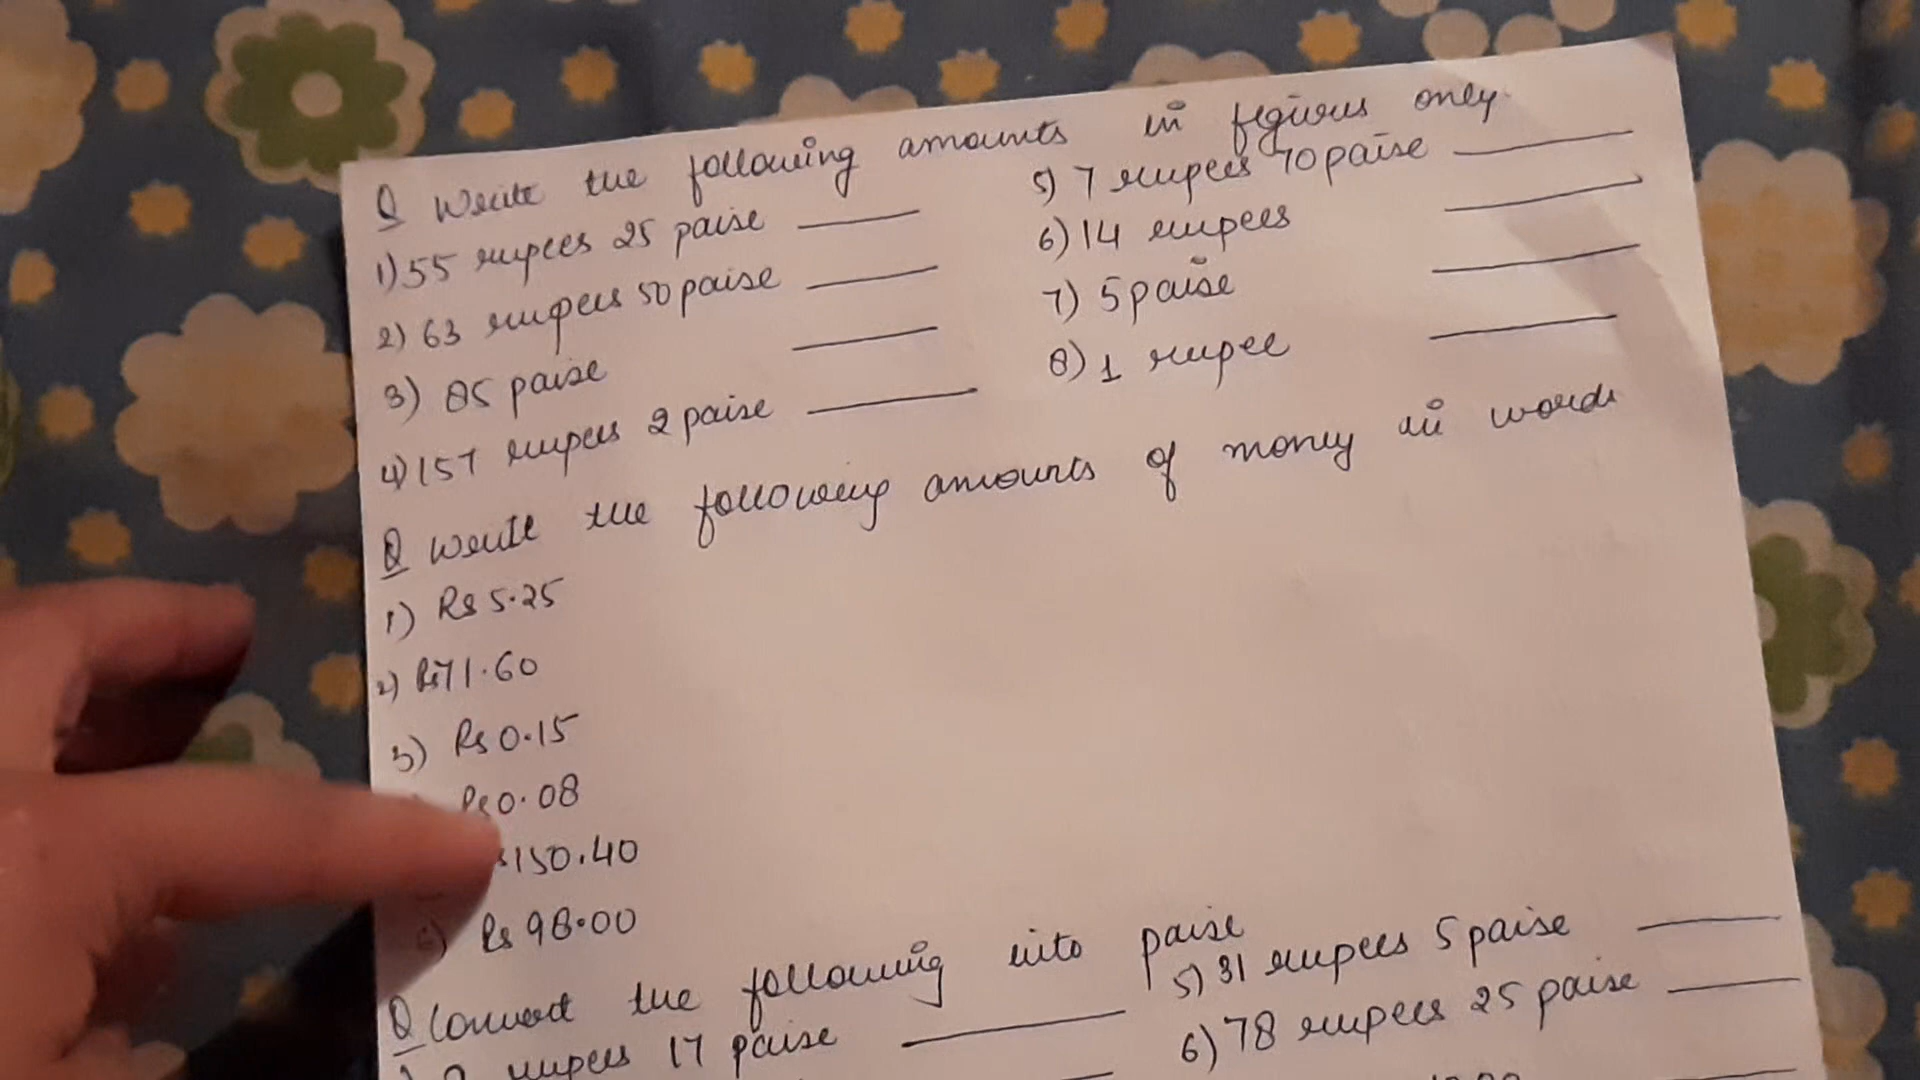 Q Write the following amounts in figures only.
1) 55 rupees 25 paise
2) 63 rupees 50 paise
3) 85 paise
4) 157 rupees 2 paise
5) 7 rupees 70 paise
6) 14 rupees
7) 5 paise
8) 1 rupee
Q Write the following amounts of money in words
1) Rs 5.25
2) Rs 71.60
3) Rs 0.15
Rs 0.08
150.40
6) Rs 98.00
Q Convert the following into paise
rupees 17 paise
5) 31 rupees 5 paise
6) 78 rupees 25 paise